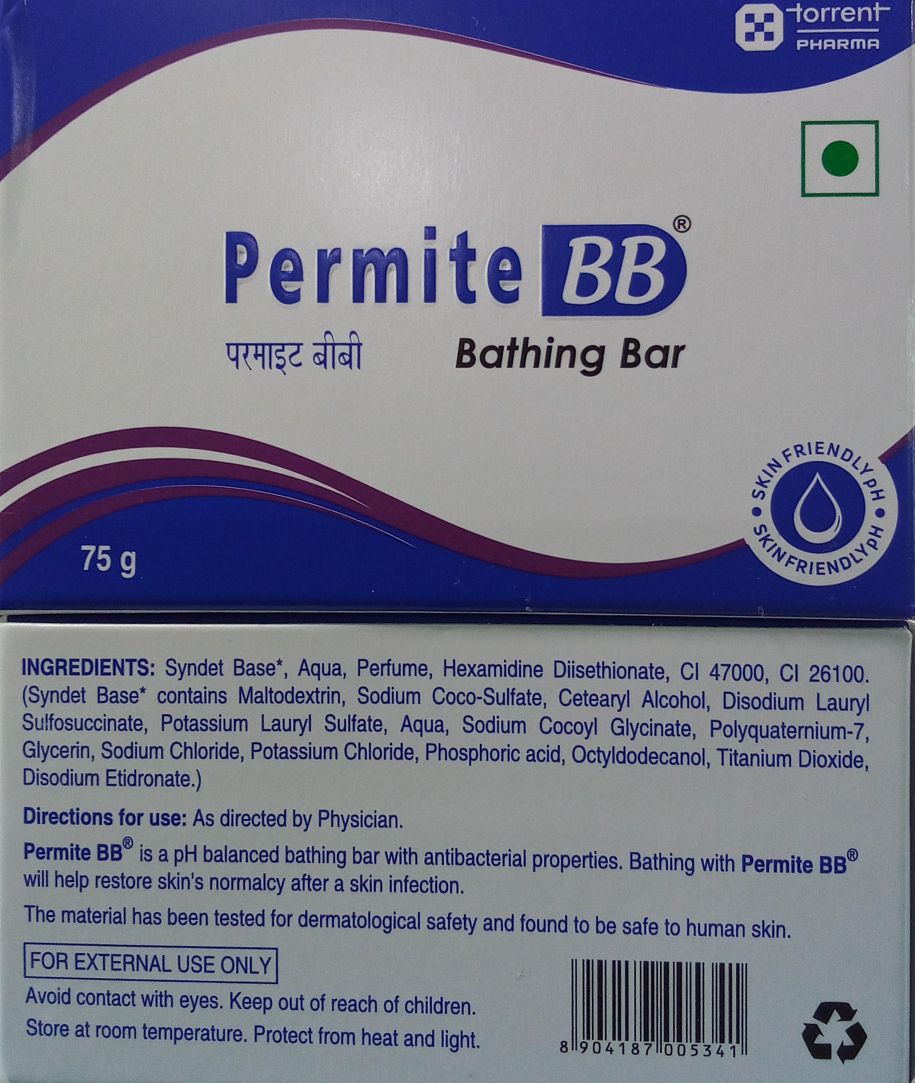 torrent
PHARMA
Permite BB®
परमाइट बीबी
Bathing Bar
SKIN FRIENDLY pH
SKIN FRIENDLY pH
75 g
INGREDIENTS: Syndet Base*, Aqua, Perfume, Hexamidine Diisethionate, CI 47000, CI 26100.
(Syndet Base* contains Maltodextrin, Sodium Coco-Sulfate, Cetearyl Alcohol, Disodium Lauryl
Sulfosuccinate, Potassium Lauryl Sulfate, Aqua, Sodium Cocoyl Glycinate, Polyquaternium-7,
Glycerin, Sodium Chloride, Potassium Chloride, Phosphoric acid, Octyldodecanol, Titanium Dioxide,
Disodium Etidronate.)
Directions for use: As directed by Physician.
Permite BB® is a pH balanced bathing bar with antibacterial properties. Bathing with Permite BB®
will help restore skin's normalcy after a skin infection.
The material has been tested for dermatological safety and found to be safe to human skin.
FOR EXTERNAL USE ONLY
Avoid contact with eyes. Keep out of reach of children.
Store at room temperature. Protect from heat and light.
8 904187 005341